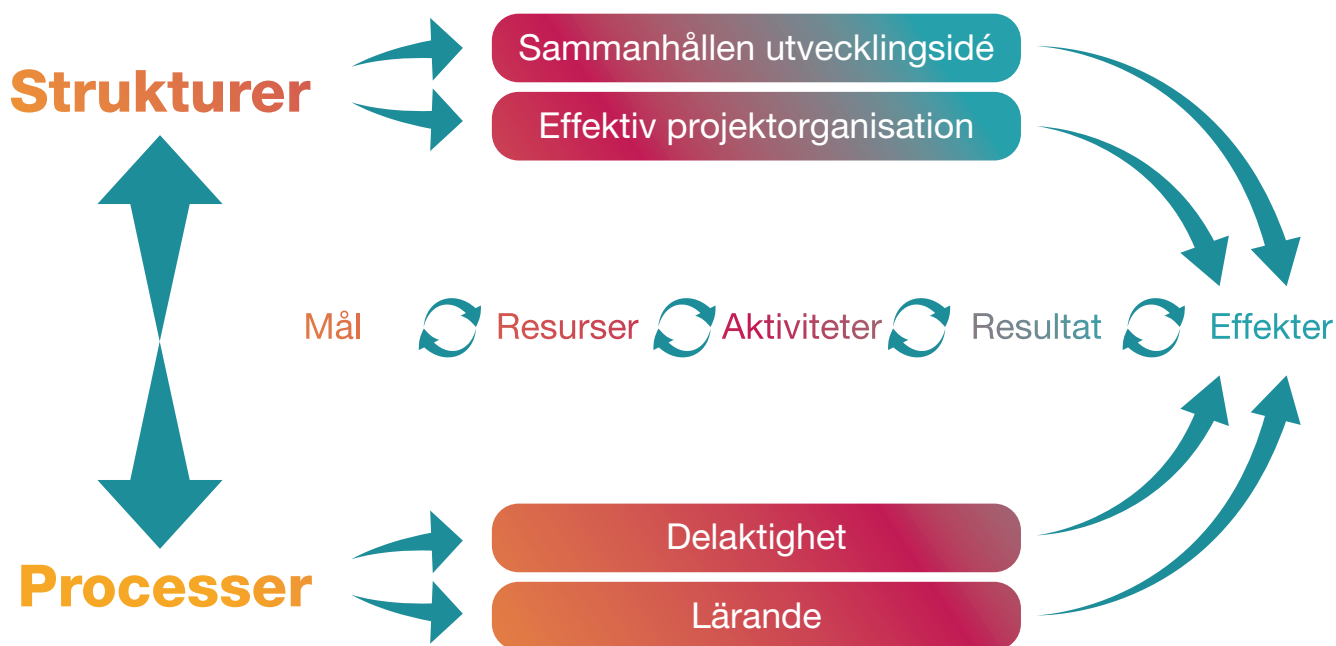 Sammanhållen utvecklingsidé
Strukturer
Effektiv projektorganisation
Mål Resurser Aktiviteter Resultat Effekter
Delaktighet
Processer
Lärande